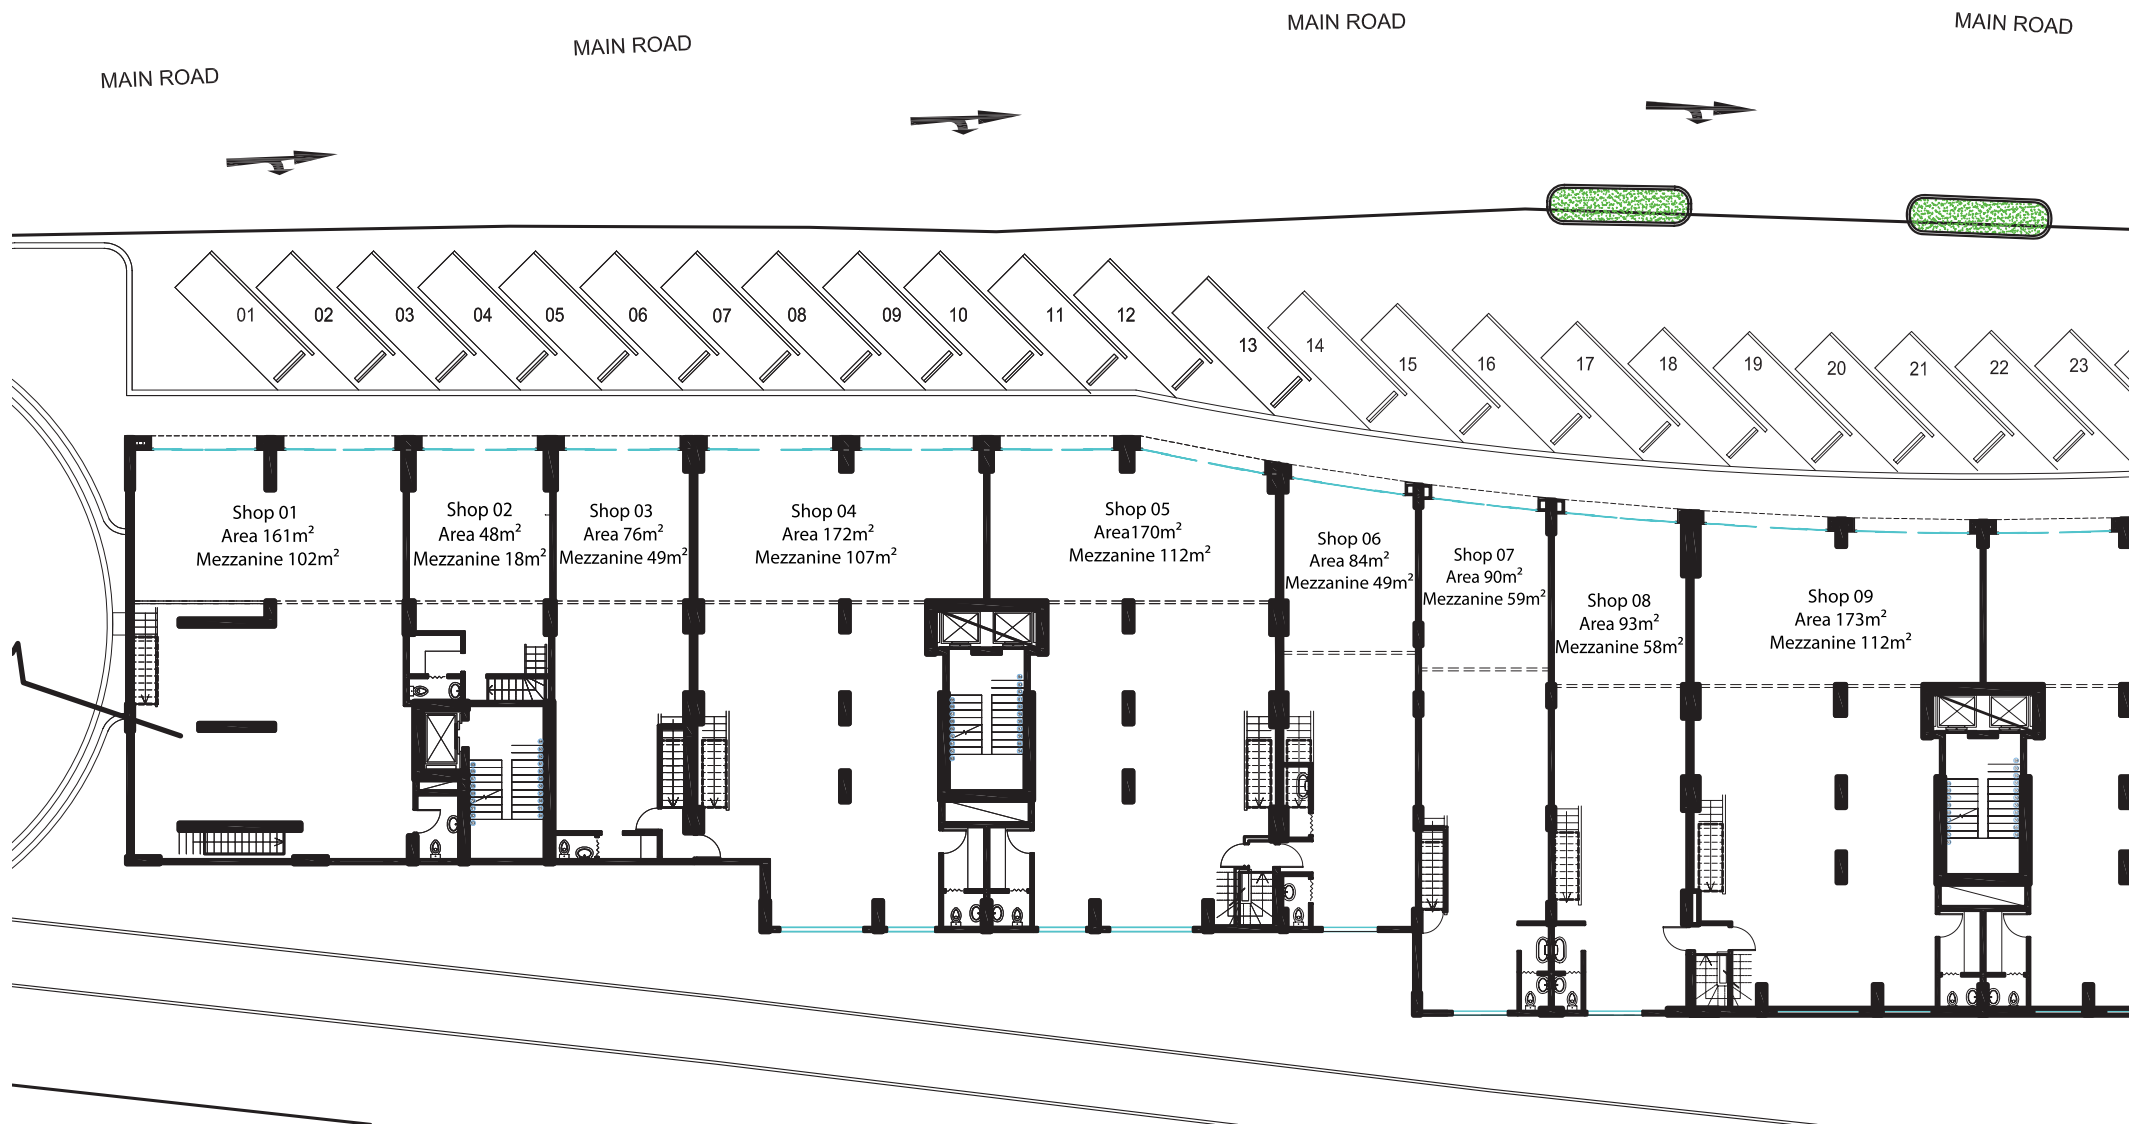 MAIN ROAD
MAIN ROAD
MAIN ROAD
MAIN ROAD
01
02
03
04
05
06
07
08
09
10
11
12
13
14
15
16
17
18
19
20
21
22
23
Shop 01
Area 161m²
Mezzanine 102m²
Shop 02
Area 48m²
Mezzanine 18m²
Shop 03
Area 76m²
Mezzanine 49m²
Shop 04
Area 172m²
Mezzanine 107m²
Shop 05
Area170m²
Mezzanine 112m²
Shop 06
Area 84m²
Mezzanine 49m²
Shop 07
Area 90m²
Mezzanine 59m²
Shop 08
Area 93m²
Mezzanine 58m²
Shop 09
Area 173m²
Mezzanine 112m²